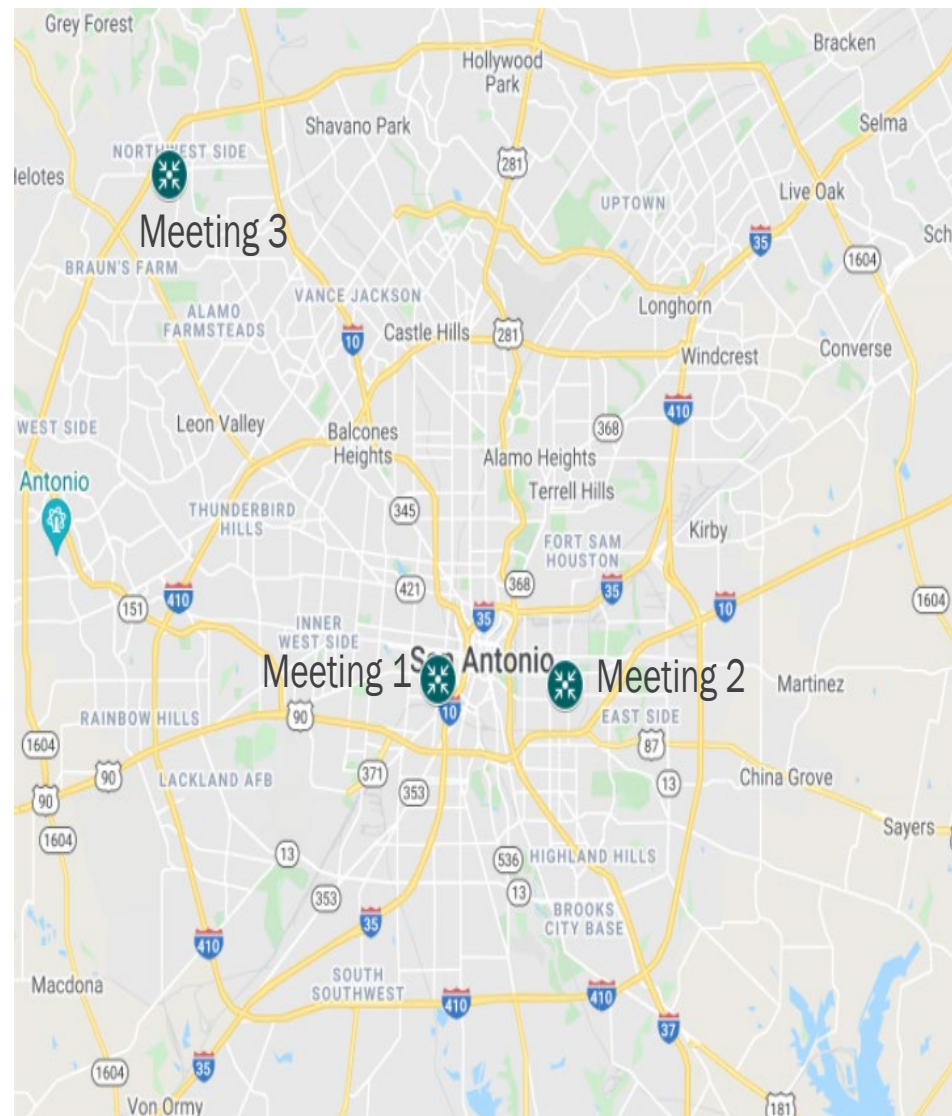 Grey Forest
Bracken
Hollywood
Park
Shavano Park
Selma
NORTHWEST SIDE
281
Helotes
Live Oak
UPTOWN
Meeting 3
35
Sch
1604
BRAUN'S FARM
VANCE JACKSON
ALAMO
FARMSTEADS
Longhorn
10
Castle Hills
281
Windcrest
Converse
410
WEST SIDE
Leon Valley
Balcones
Heights
368
Alamo Heights
Antonio
Terrell Hills
THUNDERBIRD
HILLS
345
FORT SAM
HOUSTON
Kirby
421
368
35
410
151
35
10
1604
INNER
WEST SIDE
San Antonio
Meeting 1
Meeting 2
Martinez
10
RAINBOW HILLS
90
EAST SIDE
1604
87
90
LACKLAND AFB
371
13
China Grove
90
353
1604
Sayers
13
536
HIGHLAND HILLS
353
13
BROOKS
CITY BASE
35
410
SOUTH
SOUTHWEST
Macdona
410
410
37
1604
35
Von Ormy
181